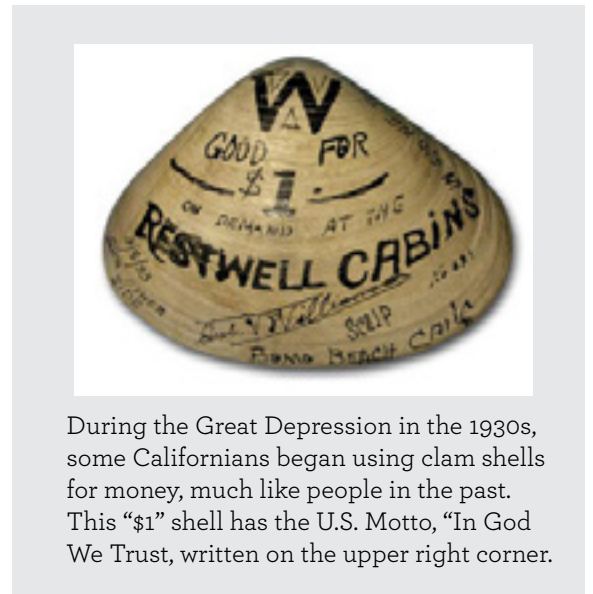 W
GOOD FOR
$1.
ON DEMAND AT THE
RESTWELL CABINS
SCRIP
BEACH
During the Great Depression in the 1930s,
some Californians began using clam shells
for money, much like people in the past.
This “$1” shell has the U.S. Motto, “In God
We Trust, written on the upper right corner.